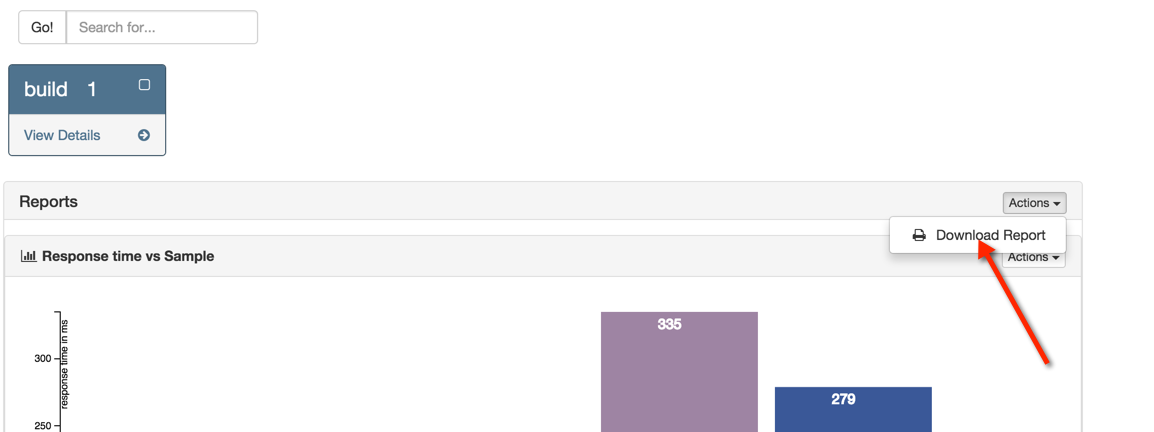 Go! Search for...
build 1
View Details
Reports Actions
Download Report
Response time vs Sample Actions
response time in ms
335
300
279
250